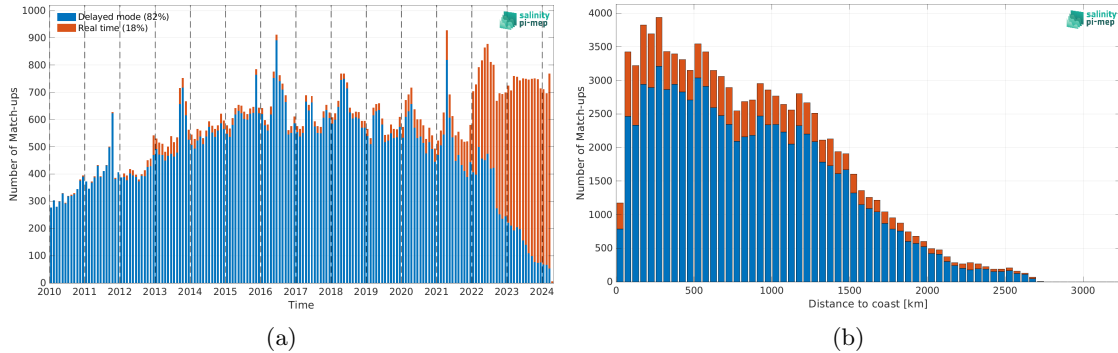 1000
900
800
700
600
500
400
300
200
100
0
Number of Match-ups
Delayed mode (82%)
Real time (18%)
salinity
pi-mep
2010 2011 2012 2013 2014 2015 2016 2017 2018 2019 2020 2021 2022 2023 2024
Time
(a)
4000
3500
3000
2500
2000
1500
1000
500
0
Number of Match-ups
salinity
pi-mep
0 500 1000 1500 2000 2500 3000
Distance to coast [km]
(b)